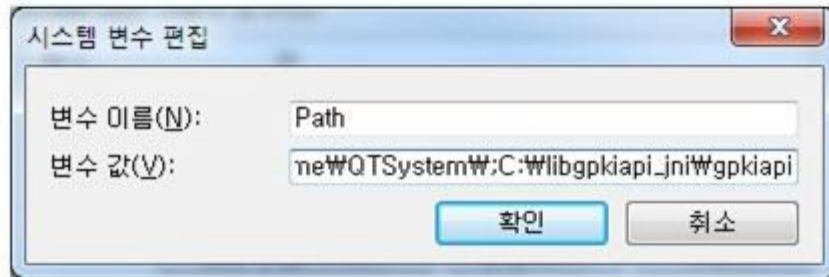 시스템 변수 편집
변수 이름(N): Path
변수 값(V): me₩QTSystem₩;C:₩libgpkiapi_jni₩gpkiapi
확인 취소